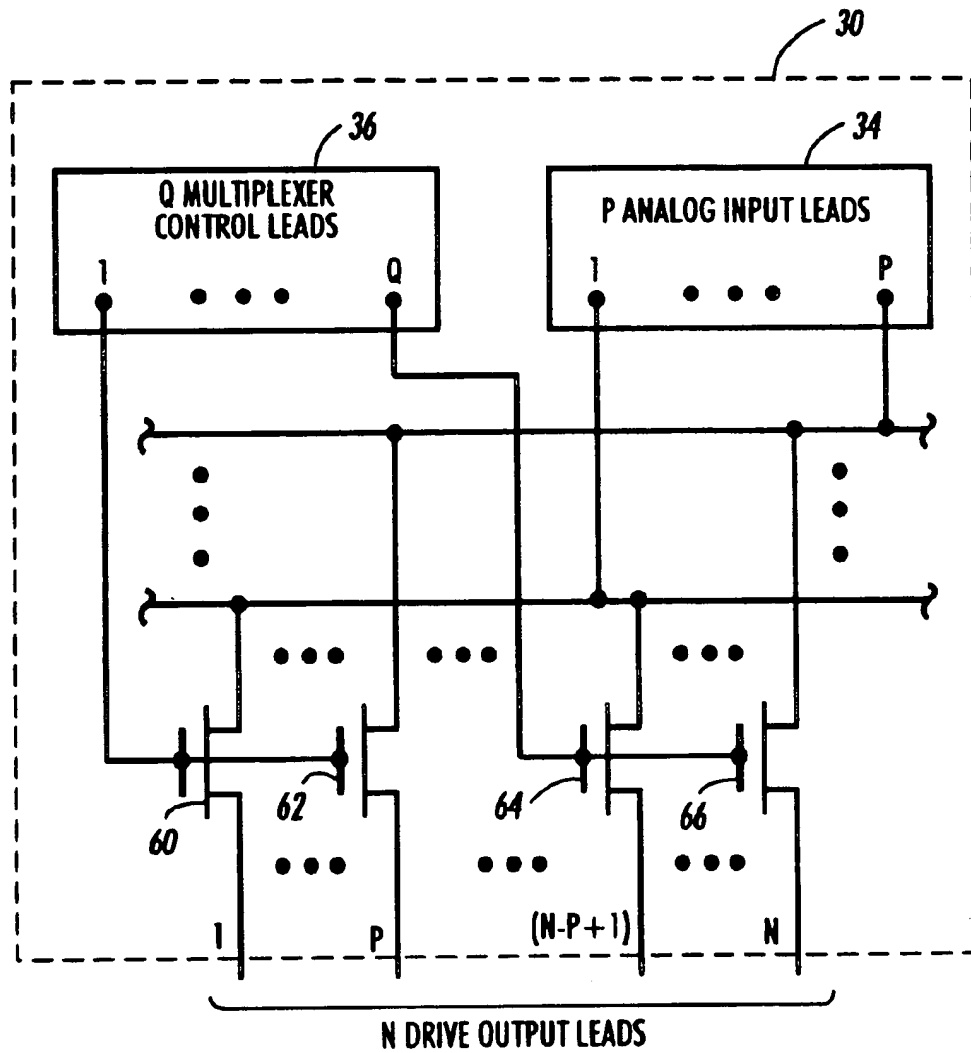 30
36
34
Q MULTIPLEXER
CONTROL LEADS
P ANALOG INPUT LEADS
1
Q
1
P
60
62
64
66
1
P
(N-P+1)
N
N DRIVE OUTPUT LEADS